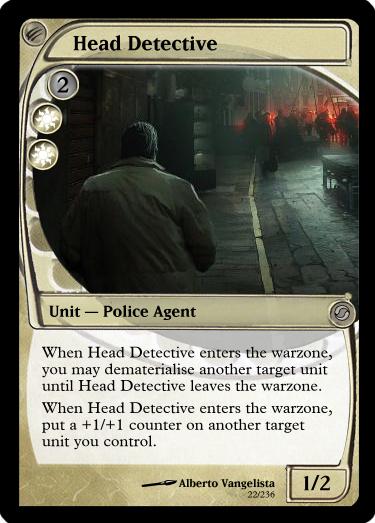 Head Detective
2
Unit — Police Agent
When Head Detective enters the warzone,
you may dematerialise another target unit
until Head Detective leaves the warzone.
When Head Detective enters the warzone,
put a +1/+1 counter on another target
unit you control.
Alberto Vangelista
22/236
1/2